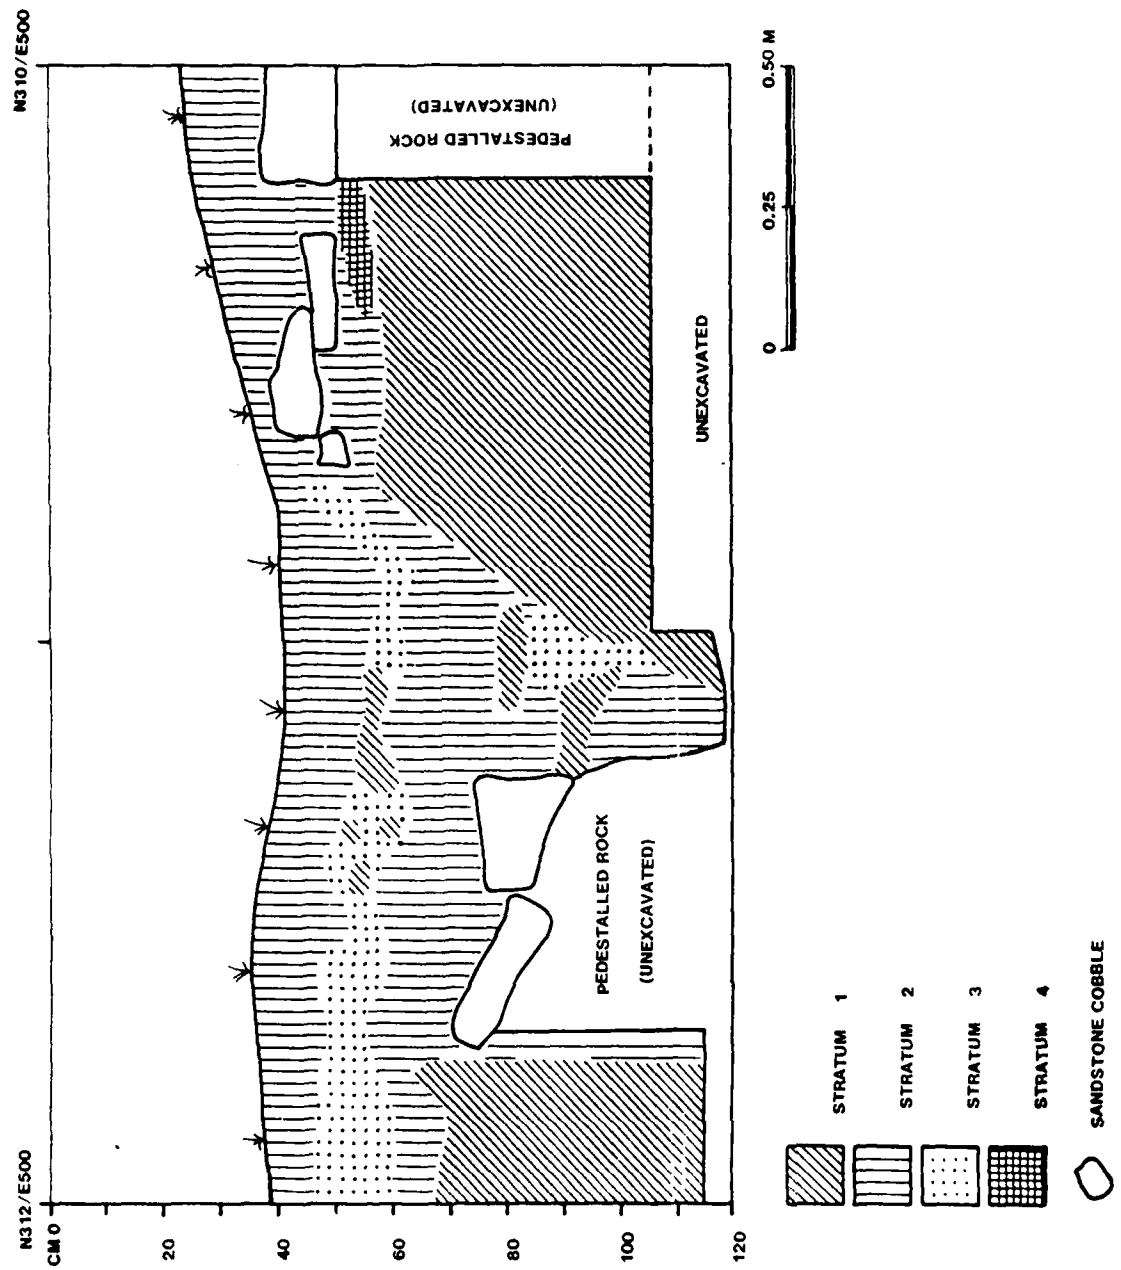 N312/E500
N310/E500
CM 0
20
40
60
80
100
120
PEDESTALLED ROCK
(UNEXCAVATED)
PEDESTALLED ROCK
(UNEXCAVATED)
UNEXCAVATED
0
0.25
0.50 M
STRATUM 1
STRATUM 2
STRATUM 3
STRATUM 4
SANDSTONE COBBLE